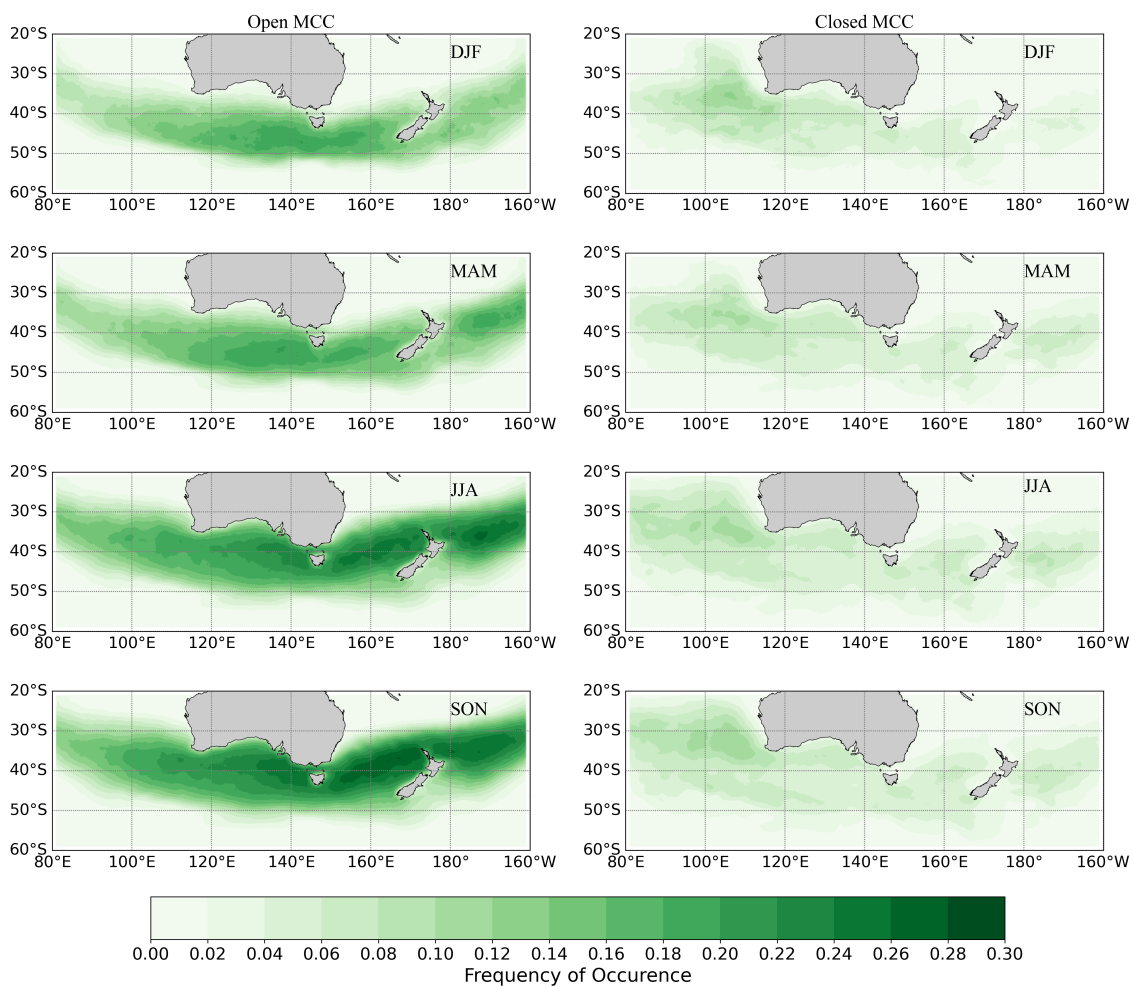 Open MCC
Closed MCC
20°S
30°S
40°S
50°S
60°S
80°E 100°E 120°E 140°E 160°E 180° 160°W
DJF
20°S
30°S
40°S
50°S
60°S
80°E 100°E 120°E 140°E 160°E 180° 160°W
DJF
20°S
30°S
40°S
50°S
60°S
80°E 100°E 120°E 140°E 160°E 180° 160°W
MAM
20°S
30°S
40°S
50°S
60°S
80°E 100°E 120°E 140°E 160°E 180° 160°W
MAM
20°S
30°S
40°S
50°S
60°S
80°E 100°E 120°E 140°E 160°E 180° 160°W
JJA
20°S
30°S
40°S
50°S
60°S
80°E 100°E 120°E 140°E 160°E 180° 160°W
JJA
20°S
30°S
40°S
50°S
60°S
80°E 100°E 120°E 140°E 160°E 180° 160°W
SON
20°S
30°S
40°S
50°S
60°S
80°E 100°E 120°E 140°E 160°E 180° 160°W
SON
0.00 0.02 0.04 0.06 0.08 0.10 0.12 0.14 0.16 0.18 0.20 0.22 0.24 0.26 0.28 0.30
Frequency of Occurence